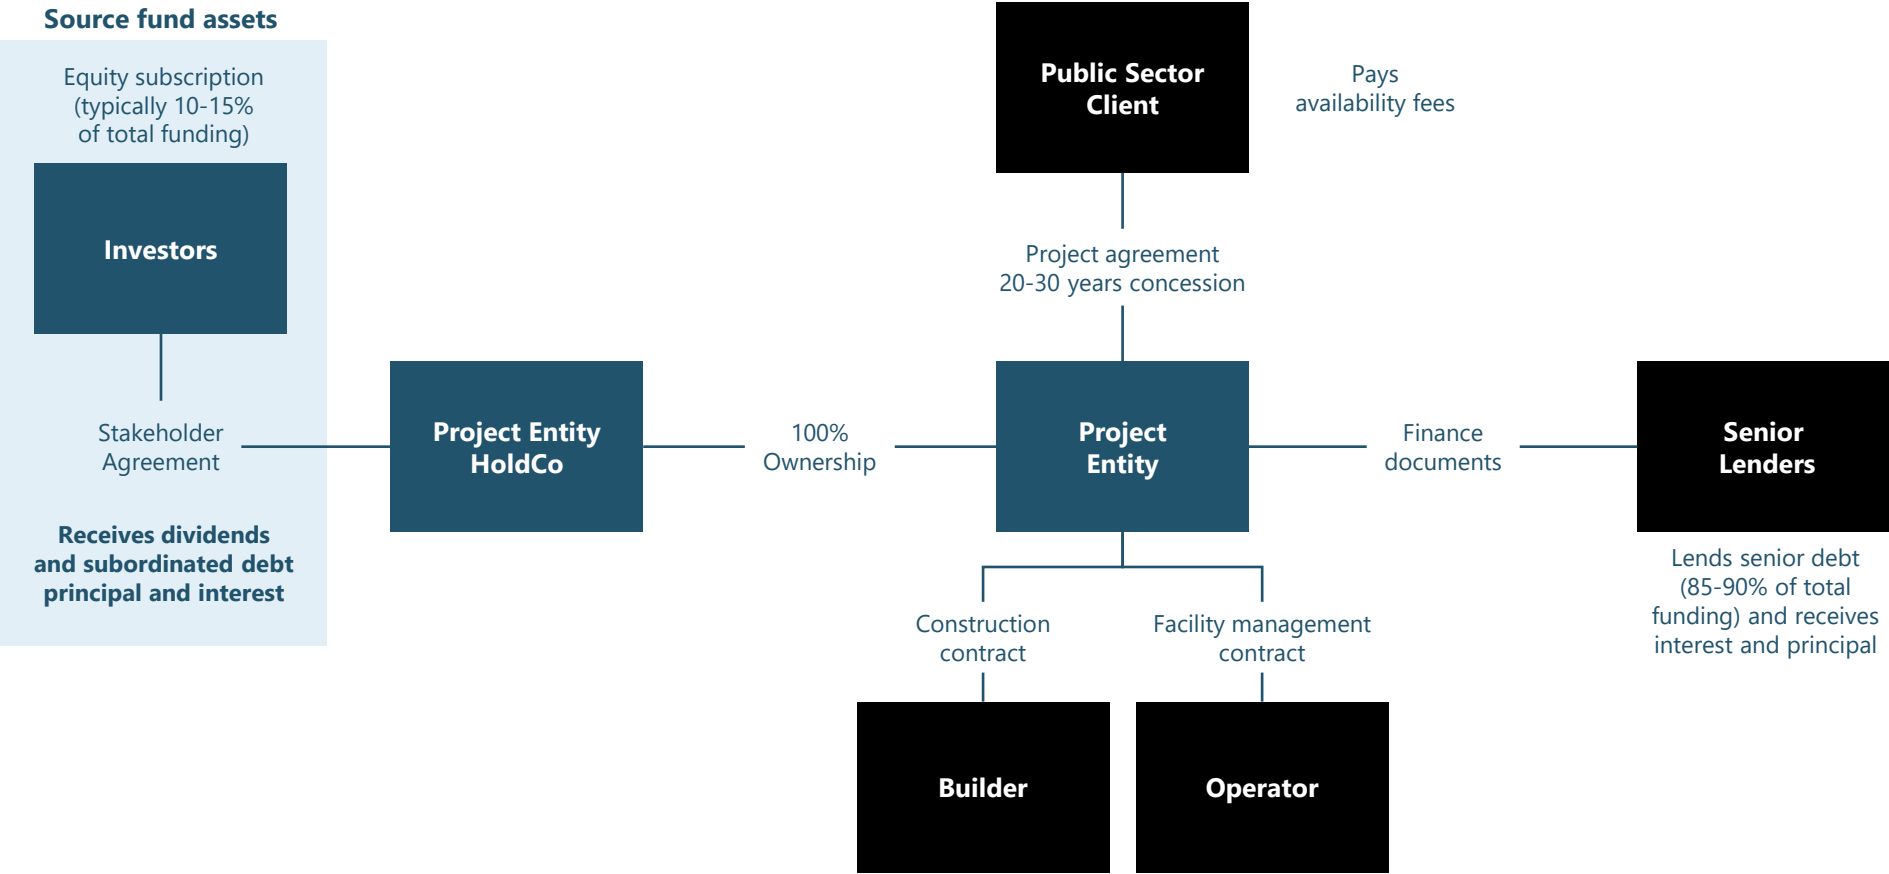 Source fund assets
Equity subscription
(typically 10-15%
of total funding)
Investors
Stakeholder
Agreement
Receives dividends
and subordinated debt
principal and interest
Project Entity
HoldCo
100%
Ownership
Public Sector
Client
Pays
availability fees
Project agreement
20-30 years concession
Project
Entity
Finance
documents
Senior
Lenders
Lends senior debt
(85-90% of total
funding) and receives
interest and principal
Construction
contract
Facility management
contract
Builder
Operator